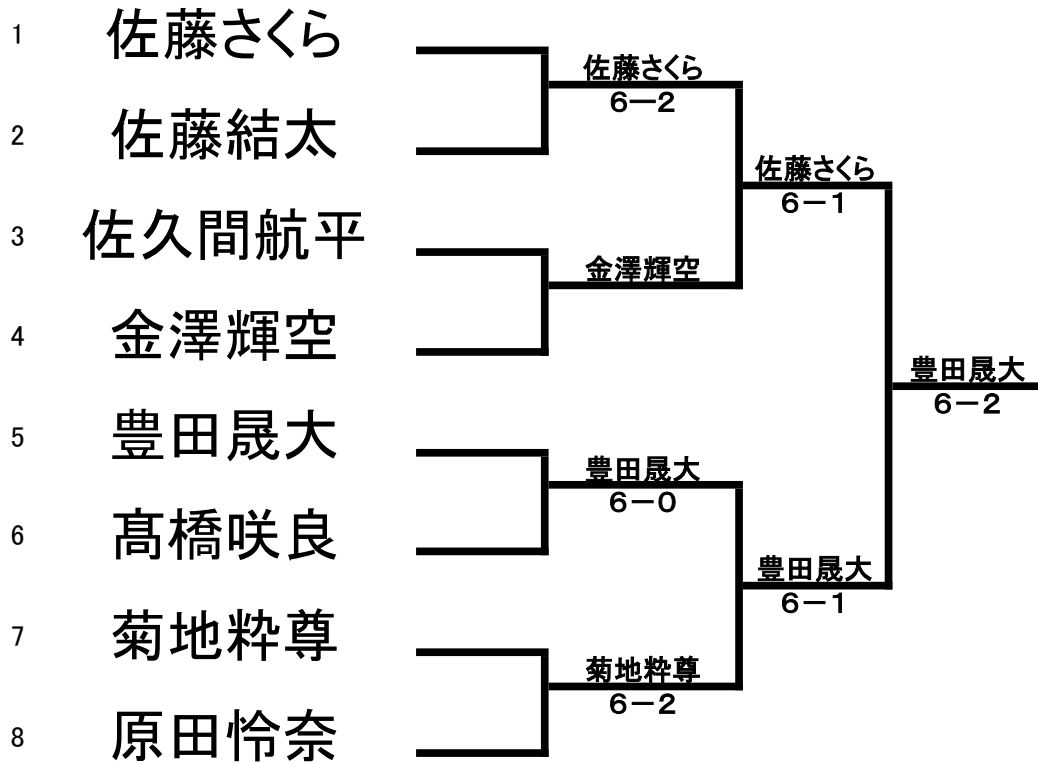 1 佐藤さくら
2 佐藤結太
3 佐久間航平
4 金澤輝空
5 豊田晟大
6 髙橋咲良
7 菊地粋尊
8 原田怜奈
佐藤さくら
6-2
金澤輝空
豊田晟大
6-0
菊地粋尊
6-2
佐藤さくら
6-1
豊田晟大
6-1
豊田晟大
6-2